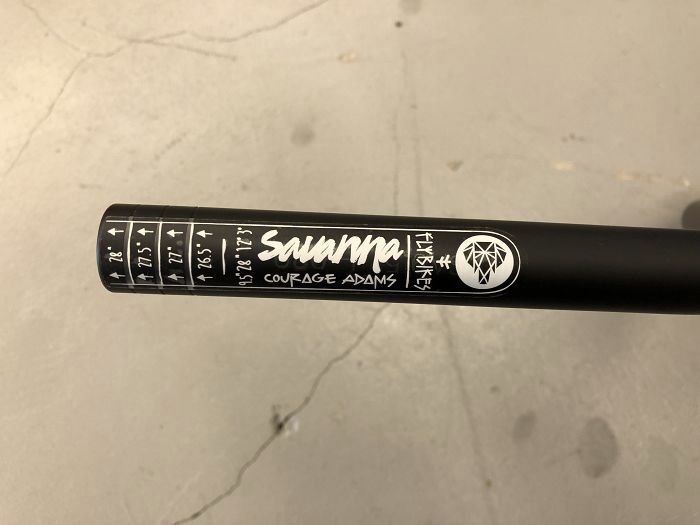 28"
27.5"
27"
26.5"
9.5" 28" 12° 3°
Savanna
COURAGE ADAMS
FLYBIKES